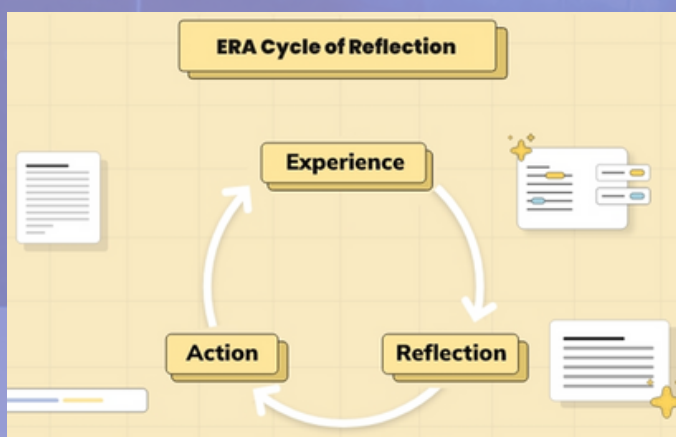 ERA Cycle of Reflection
Experience
Action
Reflection